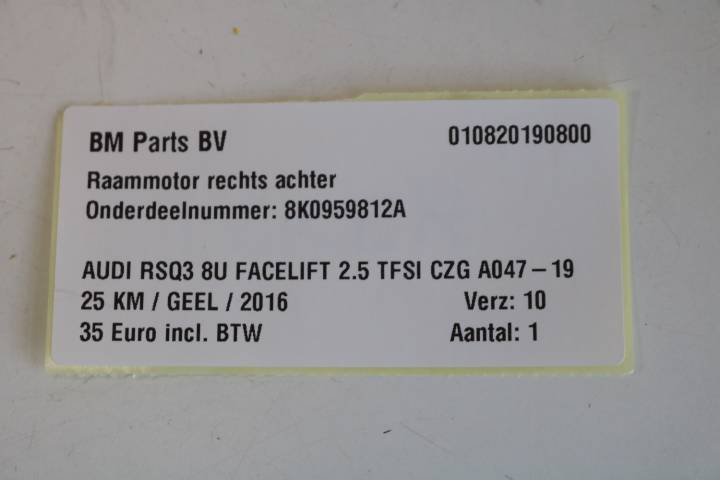 BM Parts BV 010820190800
Raammotor rechts achter
Onderdeelnummer: 8K0959812A
AUDI RSQ3 8U FACELIFT 2.5 TFSI CZG A047-19
25 KM / GEEL / 2016 Verz: 10
35 Euro incl. BTW Aantal: 1